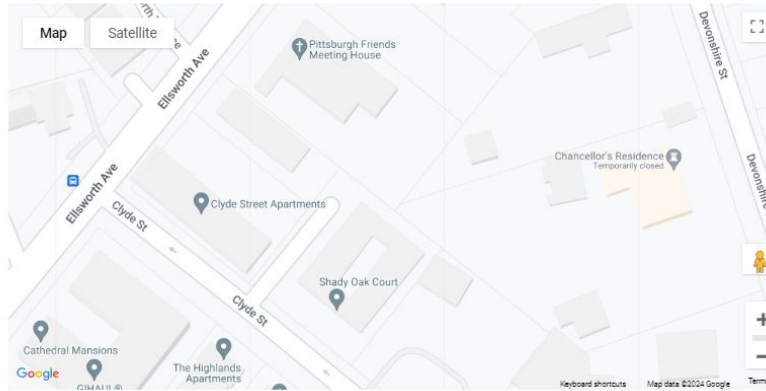 Map
Satellite
Ellsworth Ave
Pittsburgh Friends
Meeting House
Devonshire St
Chancellor's Residence
Temporarily closed
Devonshire
Ellsworth Ave
Clyde St
Clyde Street Apartments
Shady Oak Court
Clyde St
Cathedral Mansions
The Highlands
Apartments
Google
GIHAUL®
Keyboard shortcuts
Map data ©2024 Google
Term